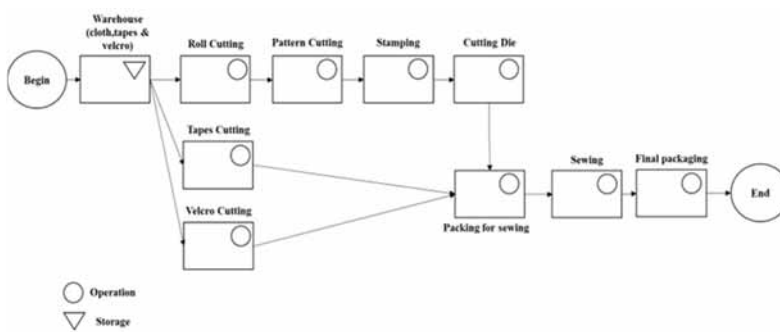 Warehouse
(cloth,tapes &
velcro)
Roll Cutting
Pattern Cutting
Stamping
Cutting Die
Begin
Tapes Cutting
Sewing
Final packaging
End
Velcro Cutting
Packing for sewing
Operation
Storage